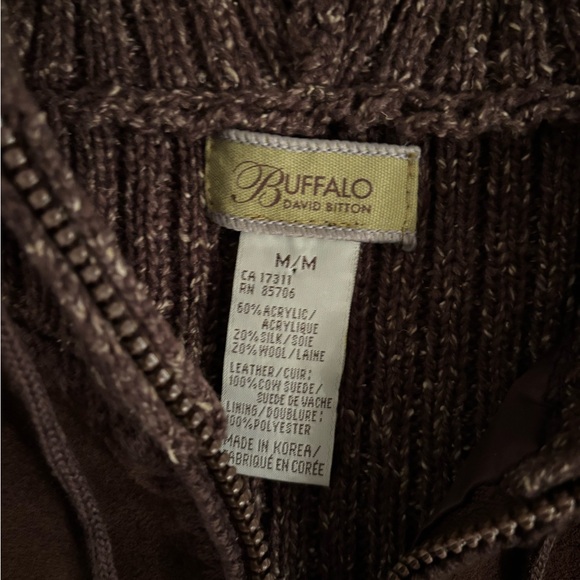 BUFFALO
DAVID BITTON
M/M
CA 17311
RN 85706
60% ACRYLIC/
ACRYLIQUE
20% SILK/SOIE
20% WOOL/LAINE
LEATHER/CUIR:
100% COW SUEDE/
SUEDE DE VACHE
LINING/DOUBLURE:
100% POLYESTER
MADE IN KOREA/
FABRIQUÉ EN CORÉE